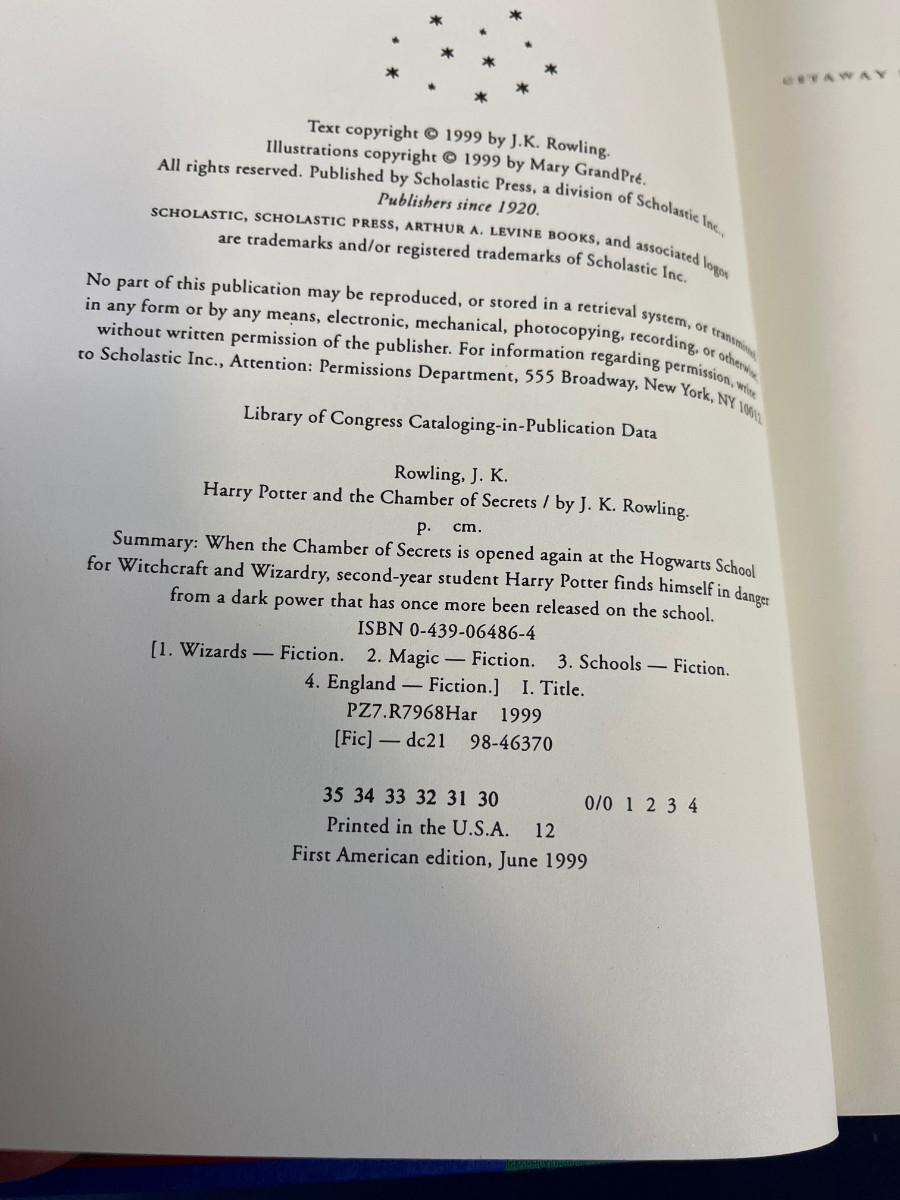 GETAWAY
Text copyright © 1999 by J.K. Rowling.
Illustrations copyright © 1999 by Mary GrandPré.
All rights reserved. Published by Scholastic Press, a division of Scholastic Inc.,
Publishers since 1920.
SCHOLASTIC, SCHOLASTIC PRESS, ARTHUR A. LEVINE BOOKS, and associated logos
are trademarks and/or registered trademarks of Scholastic Inc.
No part of this publication may be reproduced, or stored in a retrieval system, or transmitted
in any form or by any means, electronic, mechanical, photocopying, recording, or otherwise,
without written permission of the publisher. For information regarding permission, write
to Scholastic Inc., Attention: Permissions Department, 555 Broadway, New York, NY 10012.
Library of Congress Cataloging-in-Publication Data
Rowling, J. K.
Harry Potter and the Chamber of Secrets / by J. K. Rowling.
p. cm.
Summary: When the Chamber of Secrets is opened again at the Hogwarts School
for Witchcraft and Wizardry, second-year student Harry Potter finds himself in danger
from a dark power that has once more been released on the school.
ISBN 0-439-06486-4
[1. Wizards — Fiction. 2. Magic — Fiction. 3. Schools — Fiction.
4. England — Fiction.] I. Title.
PZ7.R7968Har 1999
[Fic] — dc21 98-46370
35 34 33 32 31 30 0/0 1 2 3 4
Printed in the U.S.A. 12
First American edition, June 1999